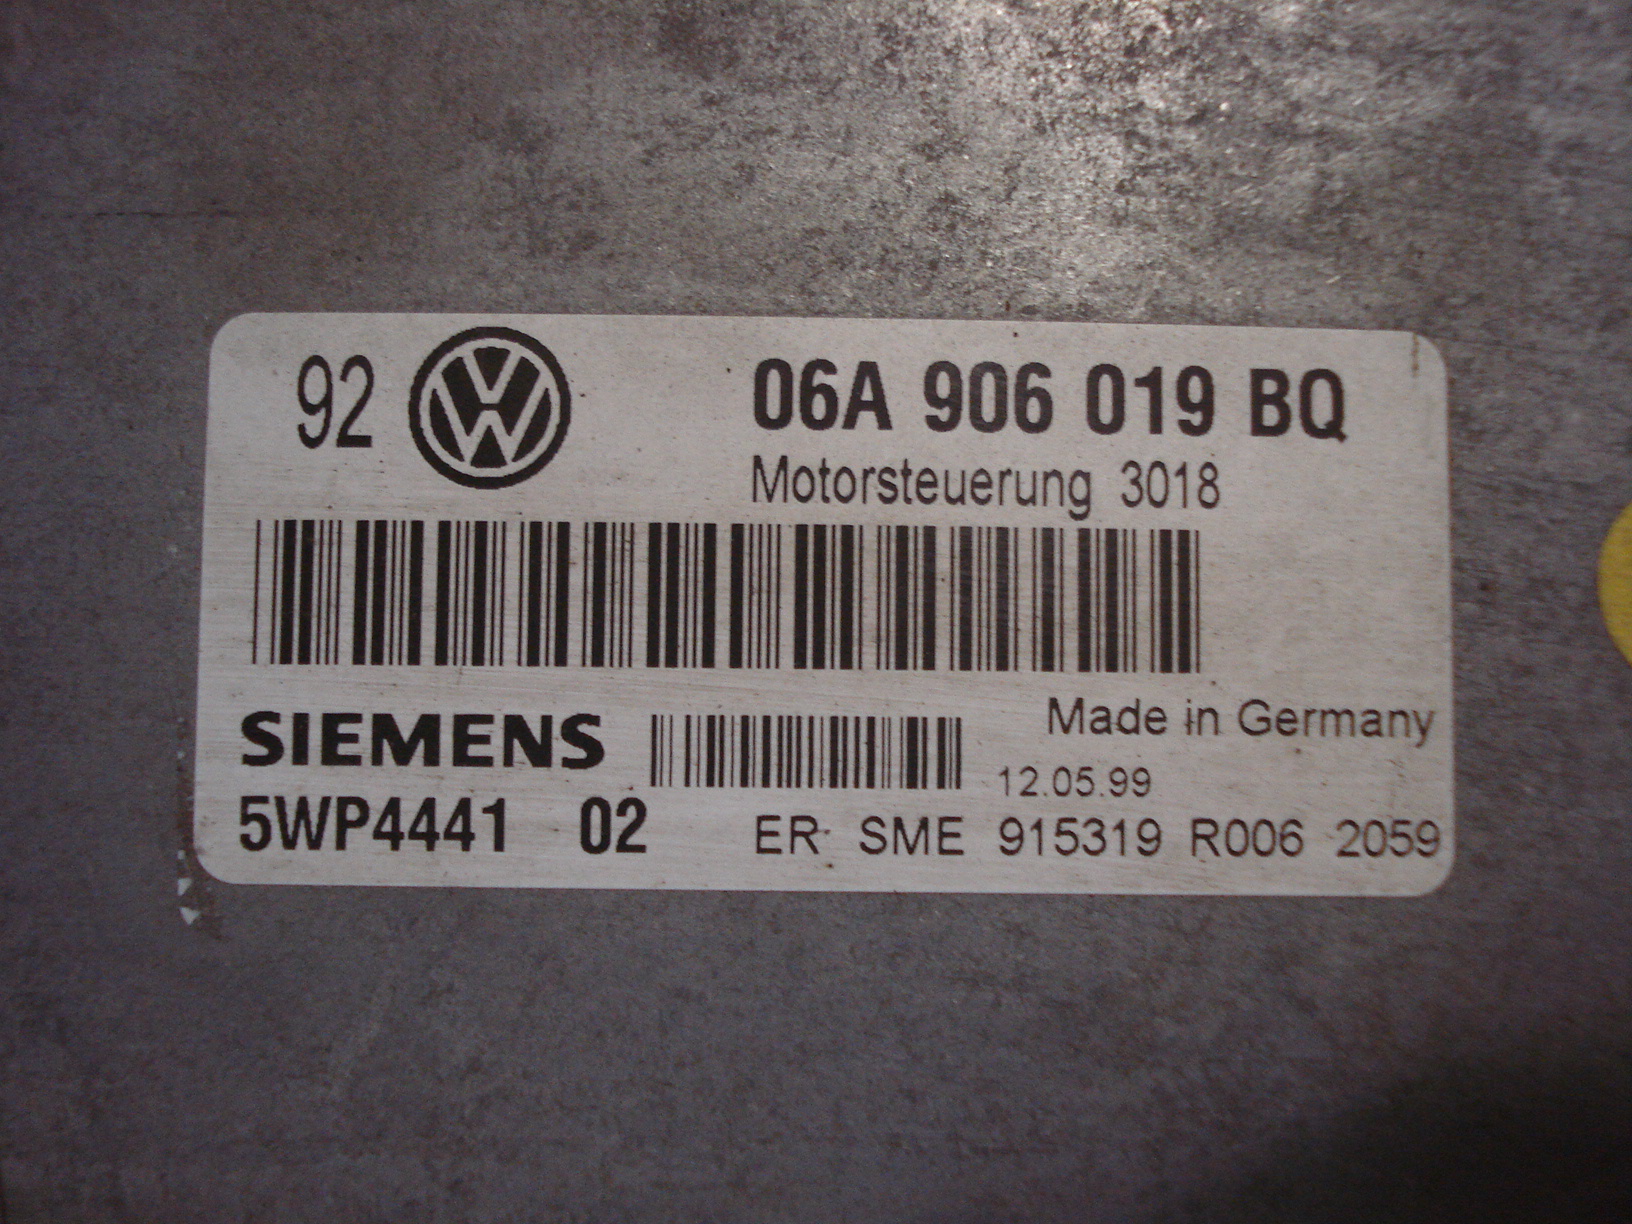 92 VW 06A 906 019 BQ
Motorsteuerung 3018
SIEMENS Made in Germany
12.05.99
5WP4441 02 ER SME 915319 R006 2059